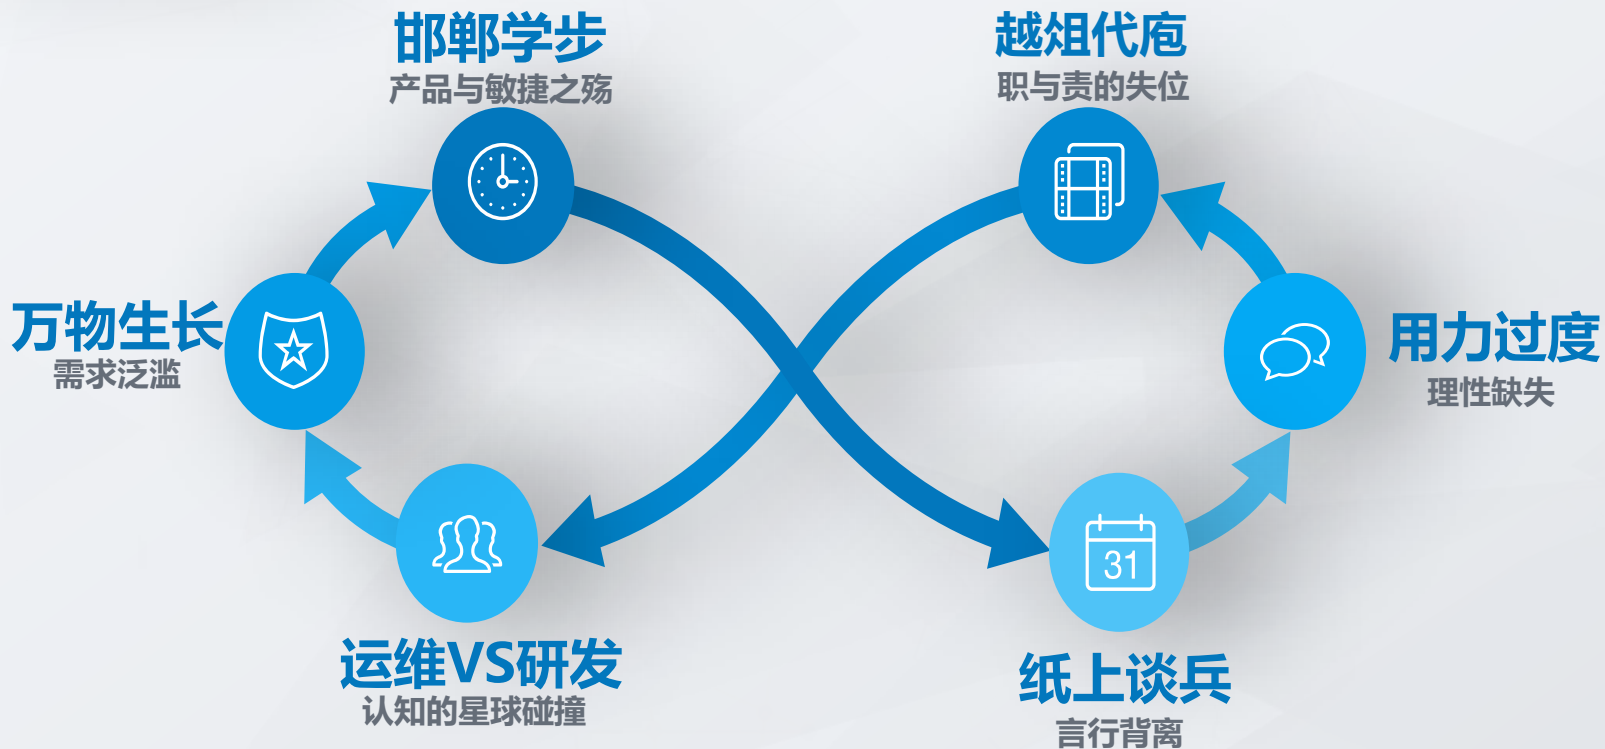 邯郸学步
产品与敏捷之殇
越俎代庖
职与责的失位
万物生长
需求泛滥
用力过度
理性缺失
31
运维VS研发
认知的星球碰撞
纸上谈兵
言行背离